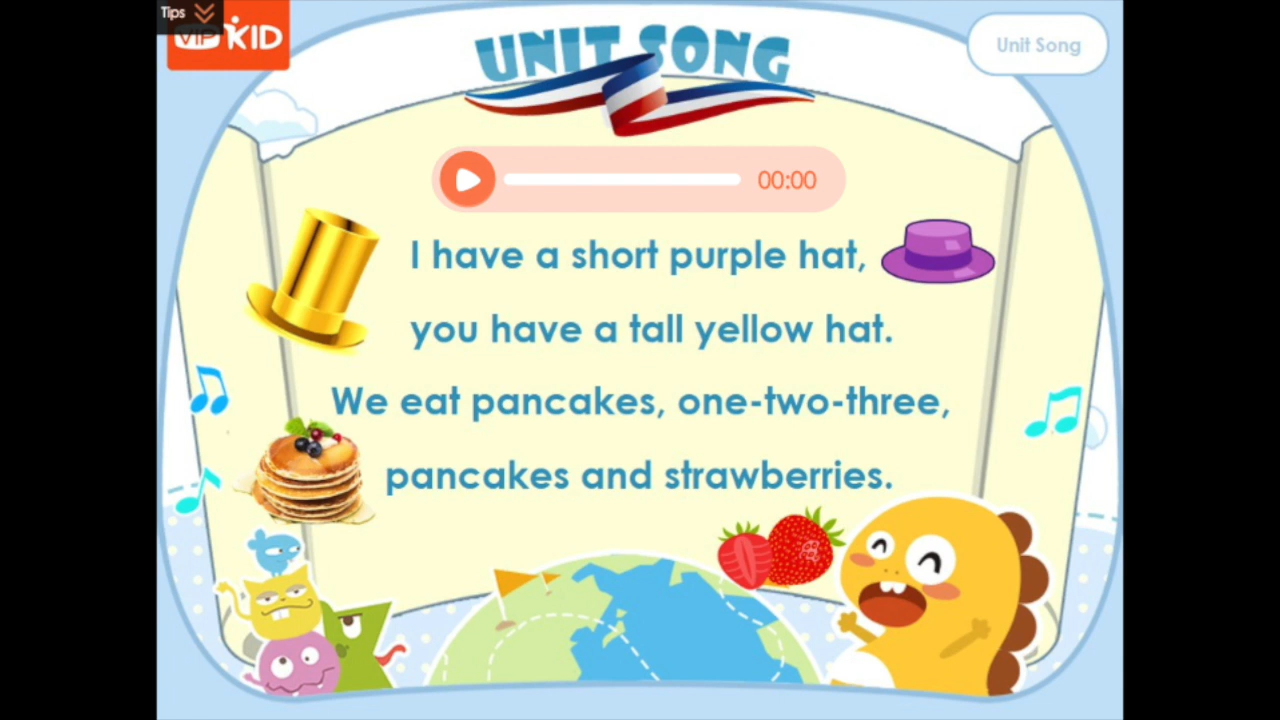 Tips
VIP KID
UNIT SONG
Unit Song
00:00
I have a short purple hat,
you have a tall yellow hat.
We eat pancakes, one-two-three,
pancakes and strawberries.